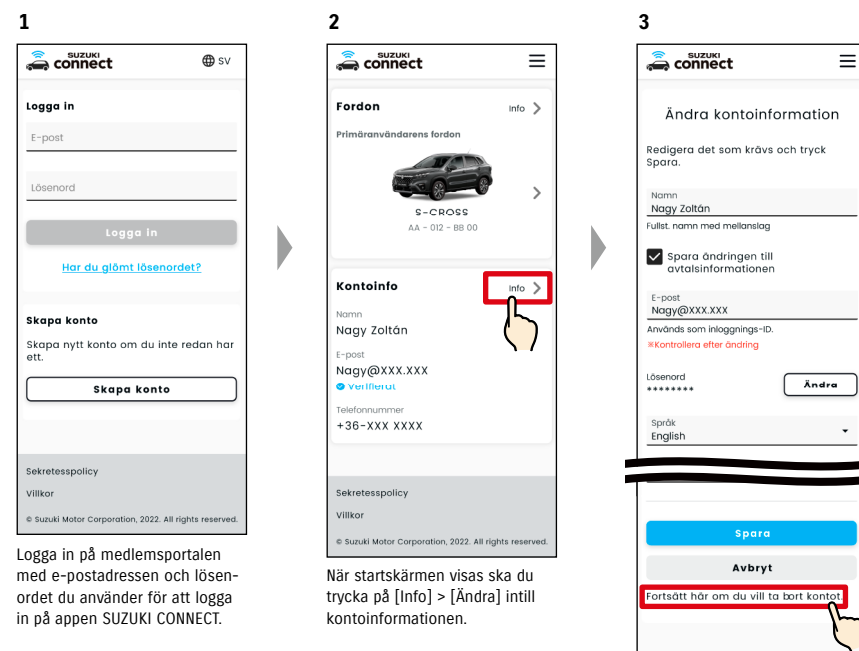 1
SUZUKI
connect
SV
Logga in
E-post
Lösenord
Logga in
Har du glömt lösenordet?
Skapa konto
Skapa nytt konto om du inte redan har
ett.
Skapa konto
Sekretesspolicy
Villkor
© Suzuki Motor Corporation, 2022. All rights reserved.
Logga in på medlemsportalen
med e-postadressen och lösen-
ordet du använder för att logga
in på appen SUZUKI CONNECT.
2
SUZUKI
connect
Fordon
Info
Primäranvändarens fordon
S-CROSS
AA - 012 - BB 00
Kontoinfo
Info
Namn
Nagy Zoltán
E-post
Nagy@XXX.XXX
Verifierat
Telefonnummer
+36-XXX XXXX
Sekretesspolicy
Villkor
© Suzuki Motor Corporation, 2022. All rights reserved.
När startskärmen visas ska du
trycka på [Info] > [Ändra] intill
kontoinformationen.
3
SUZUKI
connect
Ändra kontoinformation
Redigera det som krävs och tryck
Spara.
Namn
Nagy Zoltán
Fullst. namn med mellanslag
Spara ändringen till
avtalsinformationen
E-post
Nagy@XXX.XXX
Används som inloggnings-ID.
※Kontrollera efter ändring
Lösenord
********
Ändra
Språk
English
Spara
Avbryt
Fortsätt här om du vill ta bort kontot.